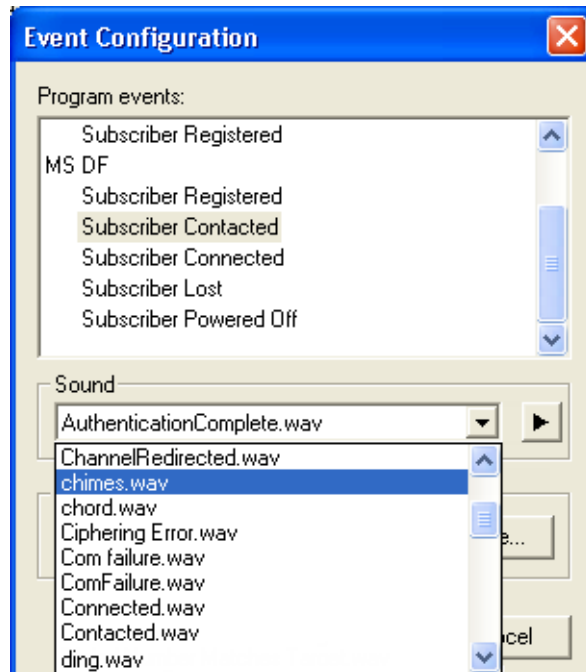 Event Configuration
Program events:
Subscriber Registered
MS DF
Subscriber Registered
Subscriber Contacted
Subscriber Connected
Subscriber Lost
Subscriber Powered Off
Sound
AuthenticationComplete.wav
ChannelRedirected.wav
chimes.wav
chord.wav
Ciphering Error.wav
Com failure.wav
ComFailure.wav
Connected.wav
Contacted.wav
ding.wav